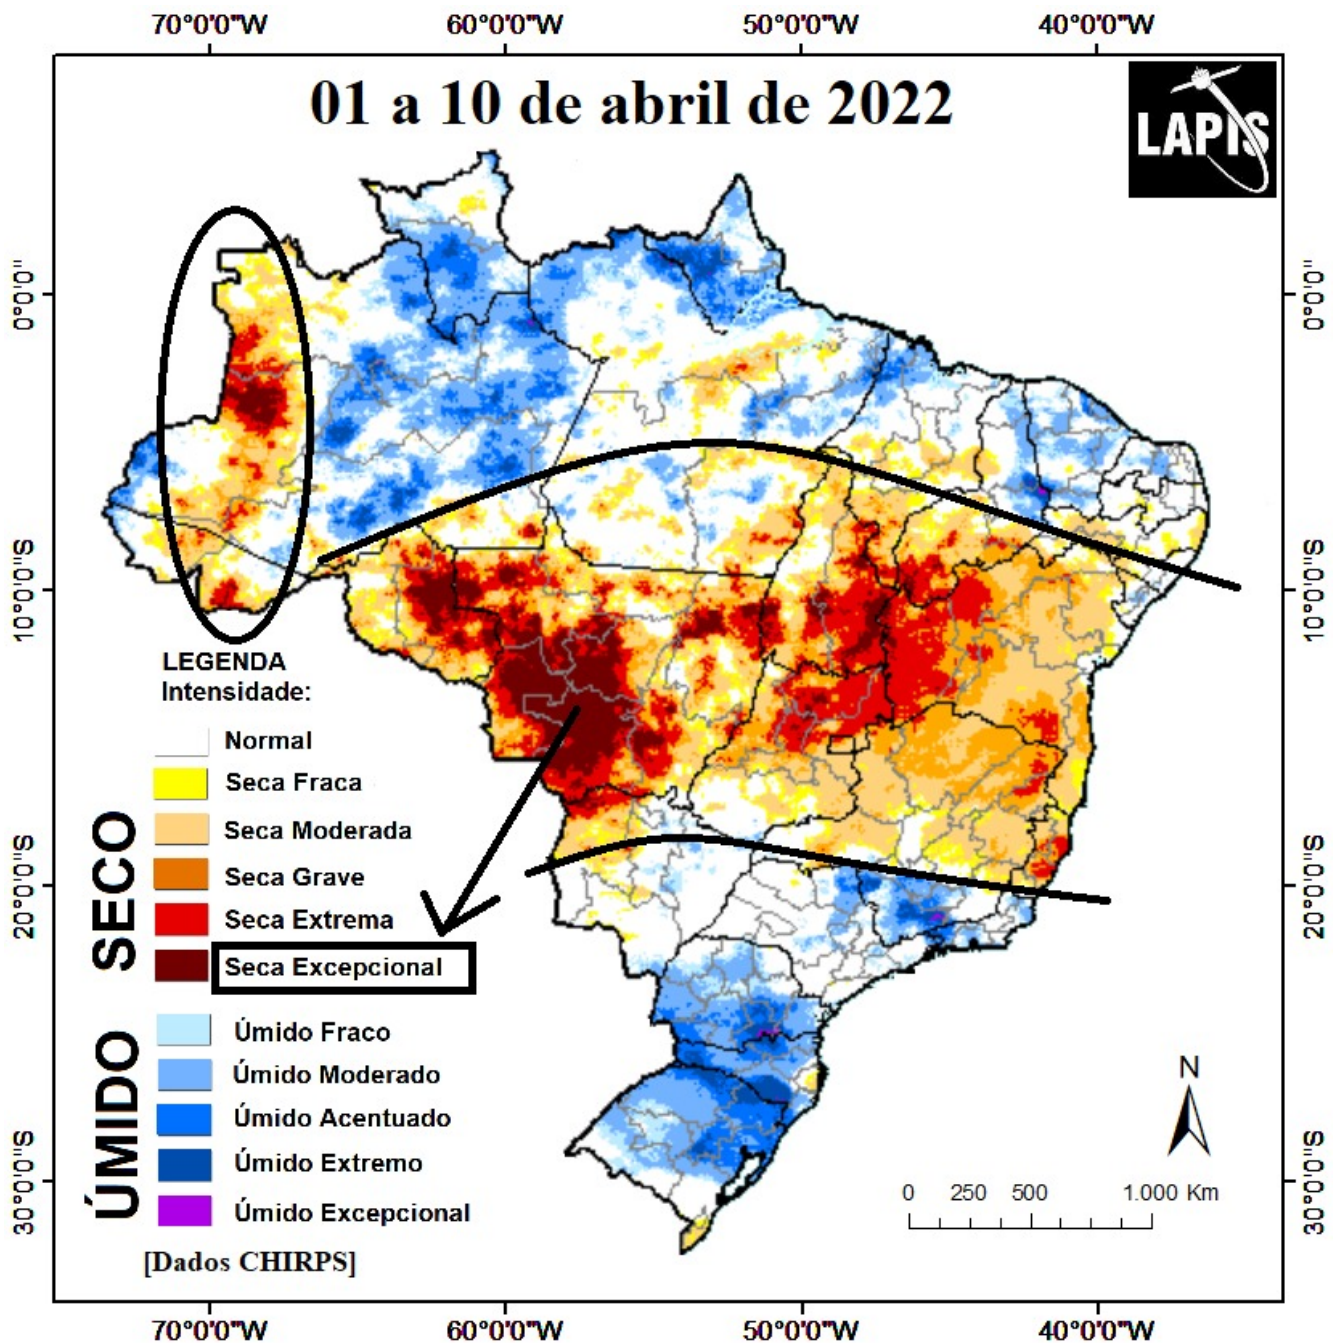 70°0'0"W 60°0'0"W 50°0'0"W 40°0'0"W
01 a 10 de abril de 2022
LAPIS
0°0'0" 0°0'0"
10°0'0"S 10°0'0"S
LEGENDA
Intensidade:
SECO
Normal
Seca Fraca
Seca Moderada
Seca Grave
Seca Extrema
Seca Excepcional
20°0'0"S 20°0'0"S
ÚMIDO
Úmido Fraco
Úmido Moderado
Úmido Acentuado
Úmido Extremo
Úmido Excepcional
N
0 250 500 1.000 Km
30°0'0"S 30°0'0"S
[Dados CHIRPS]
70°0'0"W 60°0'0"W 50°0'0"W 40°0'0"W